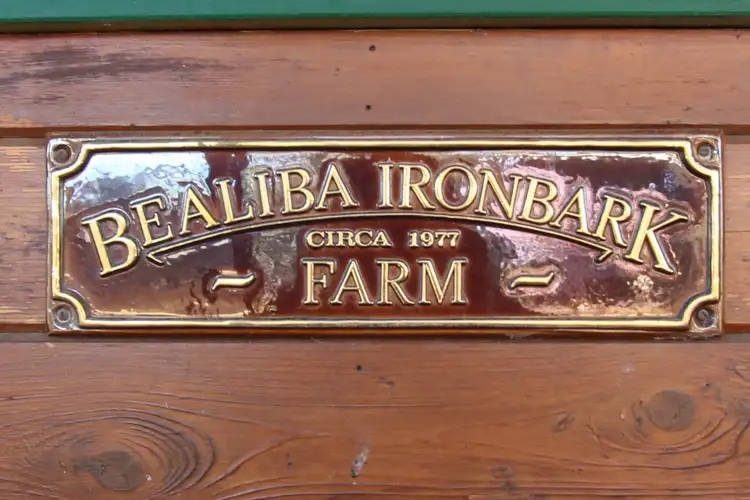 BEALIBA IRONBARK
CIRCA 1977
~ FARM ~